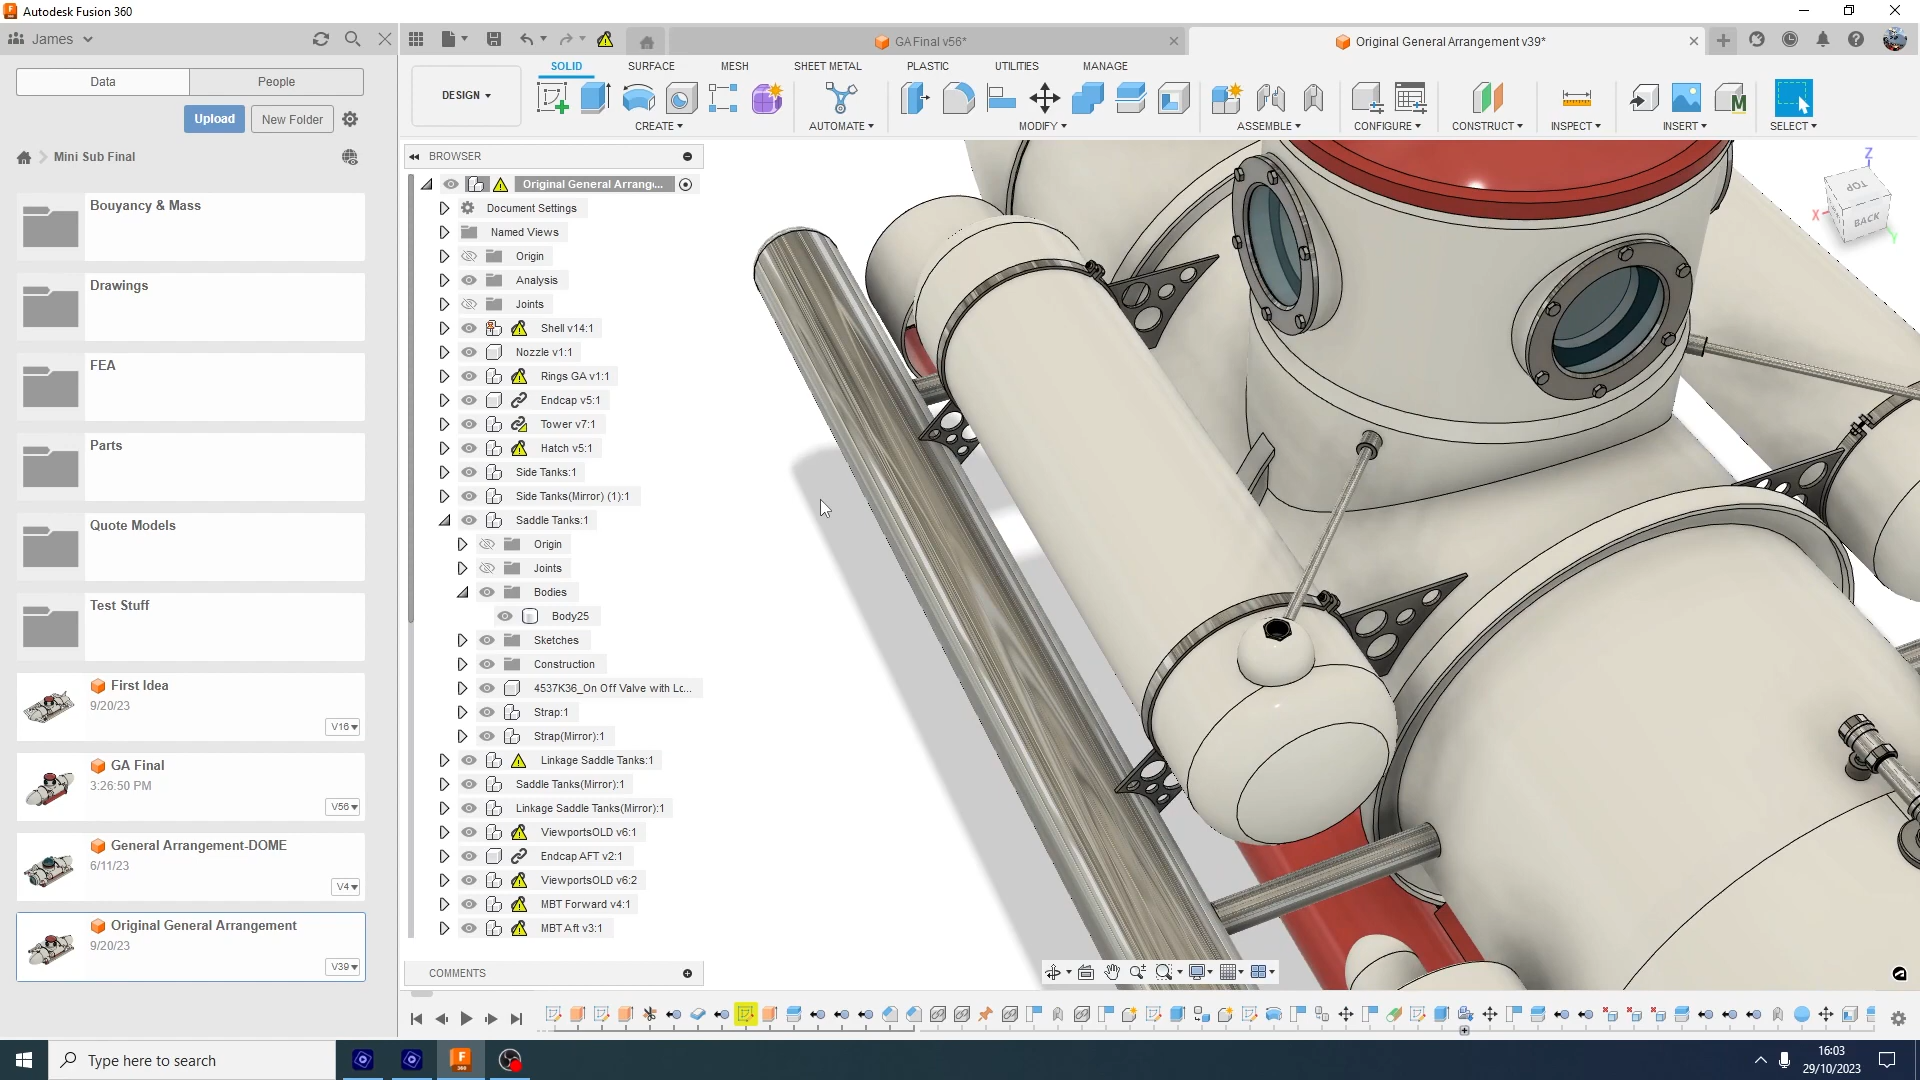 Autodesk Fusion 360
James
GA Final v56*
Original General Arrangement v39*
Data
People
Upload
New Folder
Mini Sub Final
Bouyancy & Mass
Drawings
FEA
Parts
Quote Models
Test Stuff
First Idea
9/20/23
V16
GA Final
3:26:50 PM
V56
General Arrangement-DOME
6/11/23
V4
Original General Arrangement
9/20/23
V39
DESIGN
SOLID
SURFACE
MESH
SHEET METAL
PLASTIC
UTILITIES
MANAGE
CREATE
AUTOMATE
MODIFY
ASSEMBLE
CONFIGURE
CONSTRUCT
INSPECT
INSERT
SELECT
BROWSER
Original General Arrang...
Document Settings
Named Views
Origin
Analysis
Joints
Shell v14:1
Nozzle v1:1
Rings GA v1:1
Endcap v5:1
Tower v7:1
Hatch v5:1
Side Tanks:1
Side Tanks(Mirror) (1):1
Saddle Tanks:1
Origin
Joints
Bodies
Body25
Sketches
Construction
4537K36_On Off Valve with Lc...
Strap:1
Strap(Mirror):1
Linkage Saddle Tanks:1
Saddle Tanks(Mirror):1
Linkage Saddle Tanks(Mirror):1
ViewportsOLD v6:1
Endcap AFT v2:1
ViewportsOLD v6:2
MBT Forward v4:1
MBT Aft v3:1
COMMENTS
Z
TOP
BACK
X
Y
Type here to search
16:03
29/10/2023